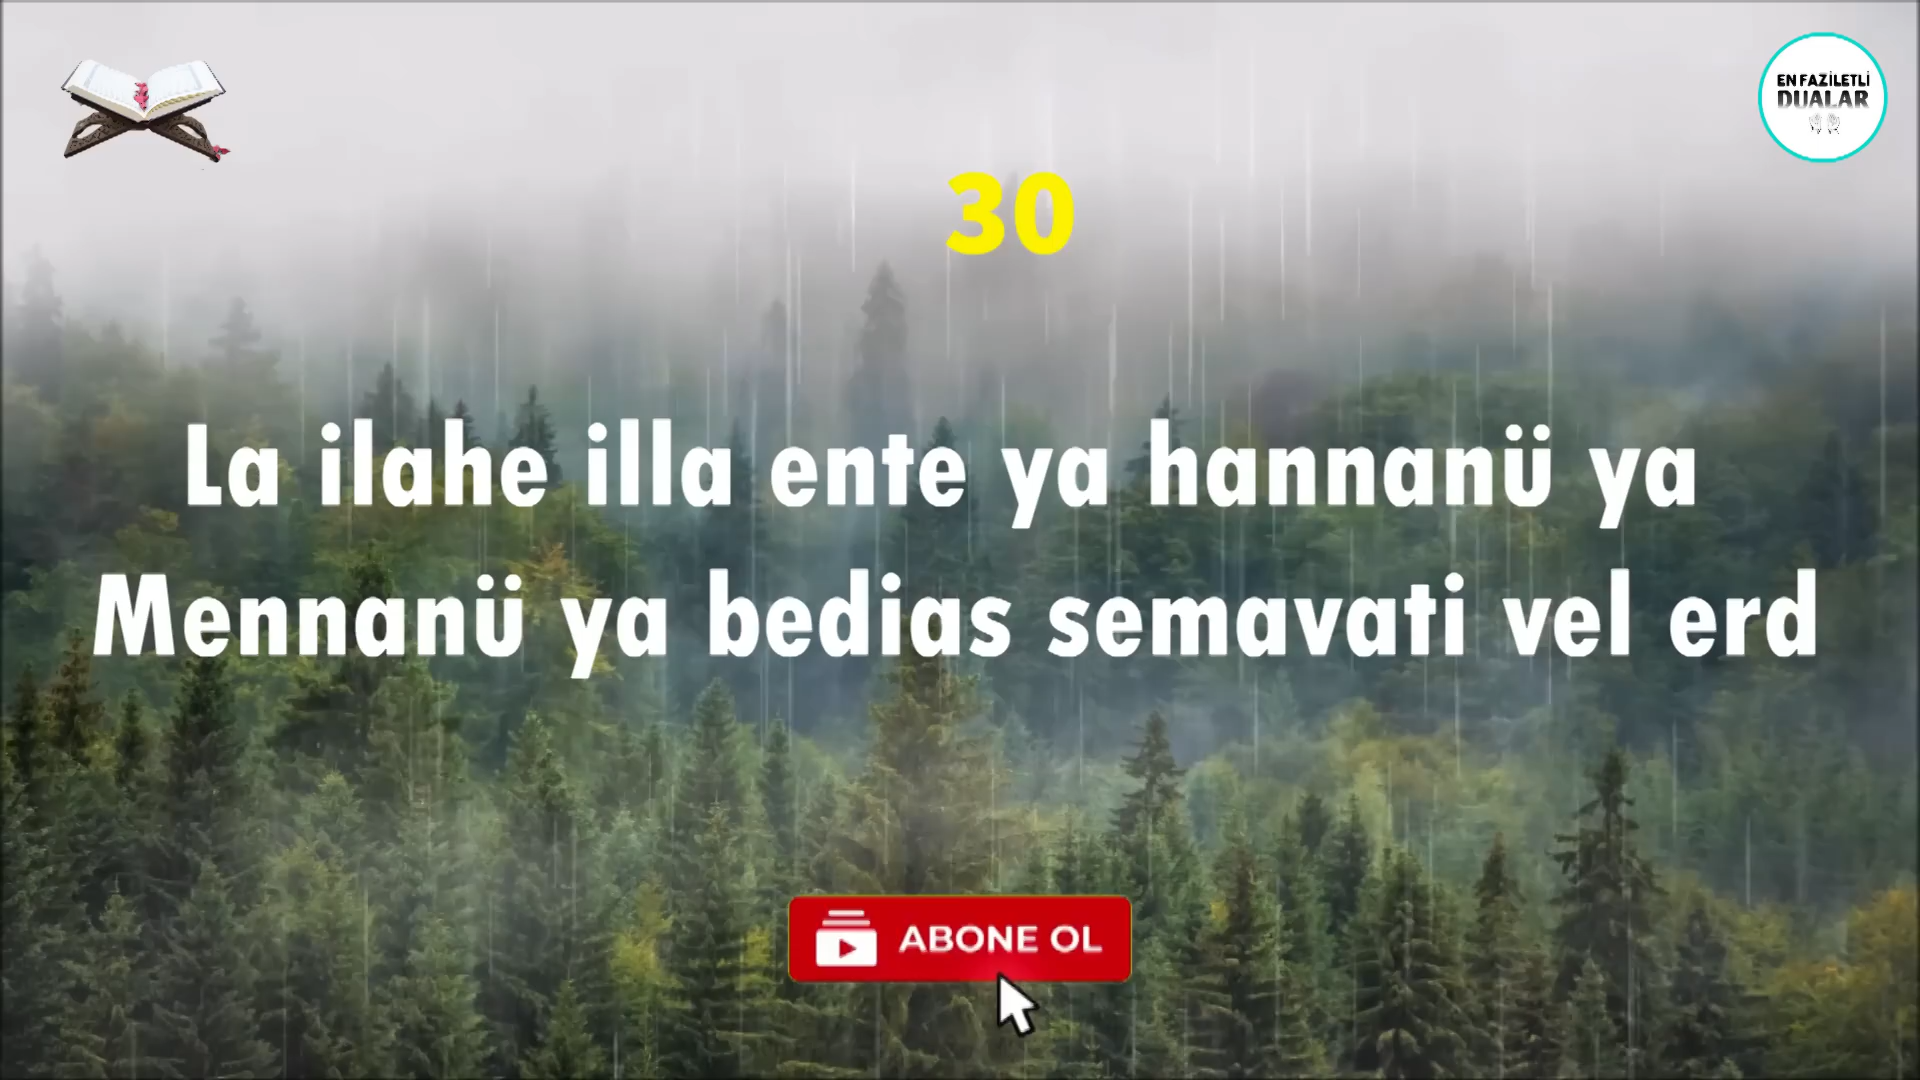 EN FAZİLETLİ
DUALAR
30
La ilahe illa ente ya hannanü ya
Mennanü ya bedias semavati vel erd
ABONE OL